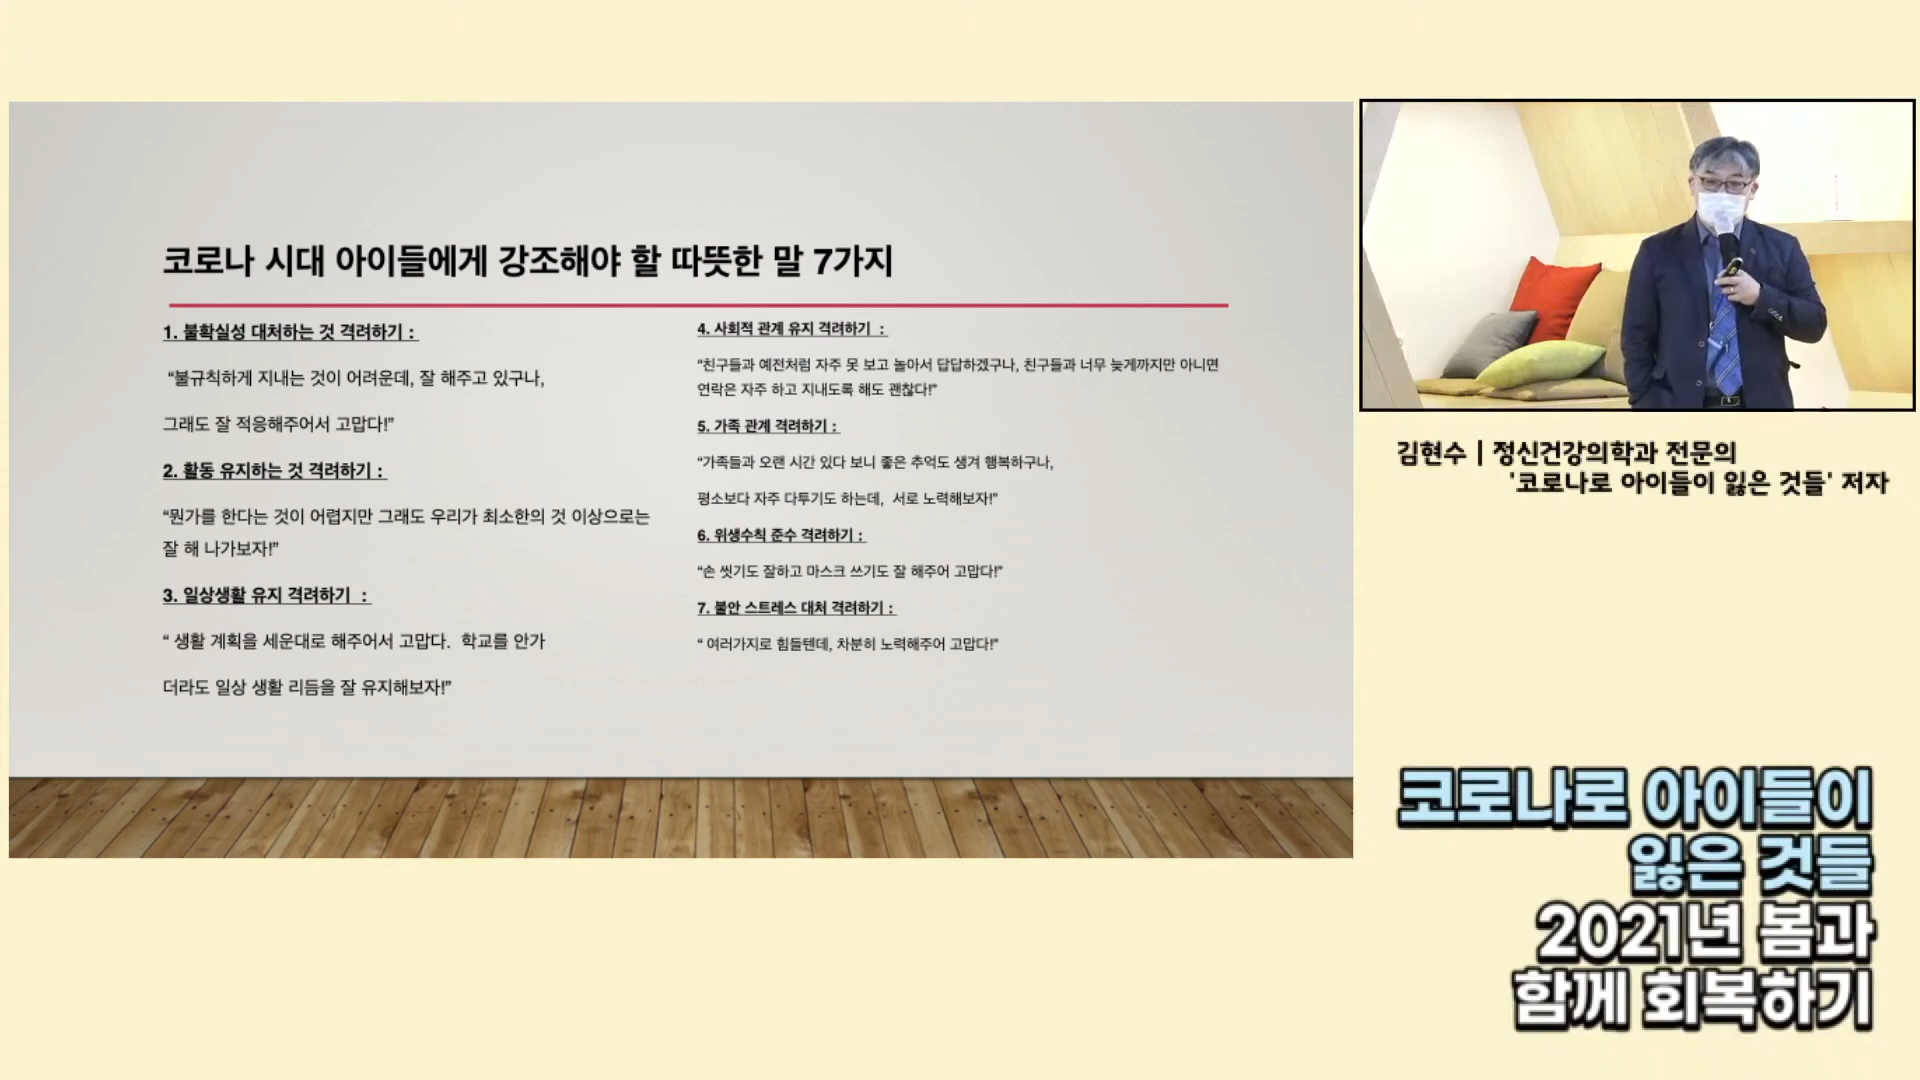 코로나 시대 아이들에게 강조해야 할 따뜻한 말 7가지
1. 불확실성 대처하는 것 격려하기 :
“불규칙하게 지내는 것이 어려운데, 잘 해주고 있구나,
그래도 잘 적응해주어서 고맙다!”
2. 활동 유지하는 것 격려하기 :
“뭔가를 한다는 것이 어렵지만 그래도 우리가 최소한의 것 이상으로는
잘 해 나가보자!”
3. 일상생활 유지 격려하기 :
“ 생활 계획을 세운대로 해주어서 고맙다. 학교를 안가
더라도 일상 생활 리듬을 잘 유지해보자!”
4. 사회적 관계 유지 격려하기 :
“친구들과 예전처럼 자주 못 보고 놀아서 답답하겠구나, 친구들과 너무 늦게까지만 아니면
연락은 자주 하고 지내도록 해도 괜찮다!”
5. 가족 관계 격려하기 :
“가족들과 오랜 시간 있다 보니 좋은 추억도 생겨 행복하구나,
평소보다 자주 다투기도 하는데, 서로 노력해보자!”
6. 위생수칙 준수 격려하기 :
“손 씻기도 잘하고 마스크 쓰기도 잘 해주어 고맙다!”
7. 불안 스트레스 대처 격려하기 :
“ 여러가지로 힘들텐데, 차분히 노력해주어 고맙다!”
김현수 | 정신건강의학과 전문의
'코로나로 아이들이 잃은 것들' 저자
코로나로 아이들이
잃은 것들
2021년 봄과
함께 회복하기